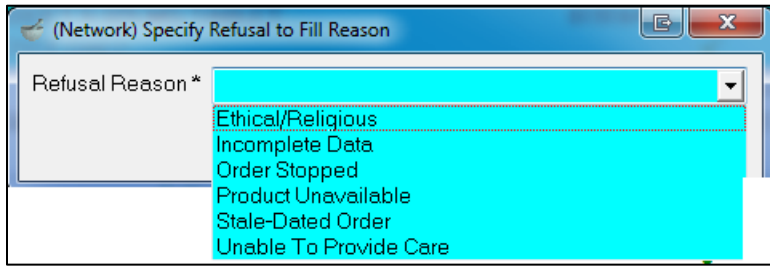 (Network) Specify Refusal to Fill Reason
Refusal Reason *
Ethical/Religious
Incomplete Data
Order Stopped
Product Unavailable
Stale-Dated Order
Unable To Provide Care